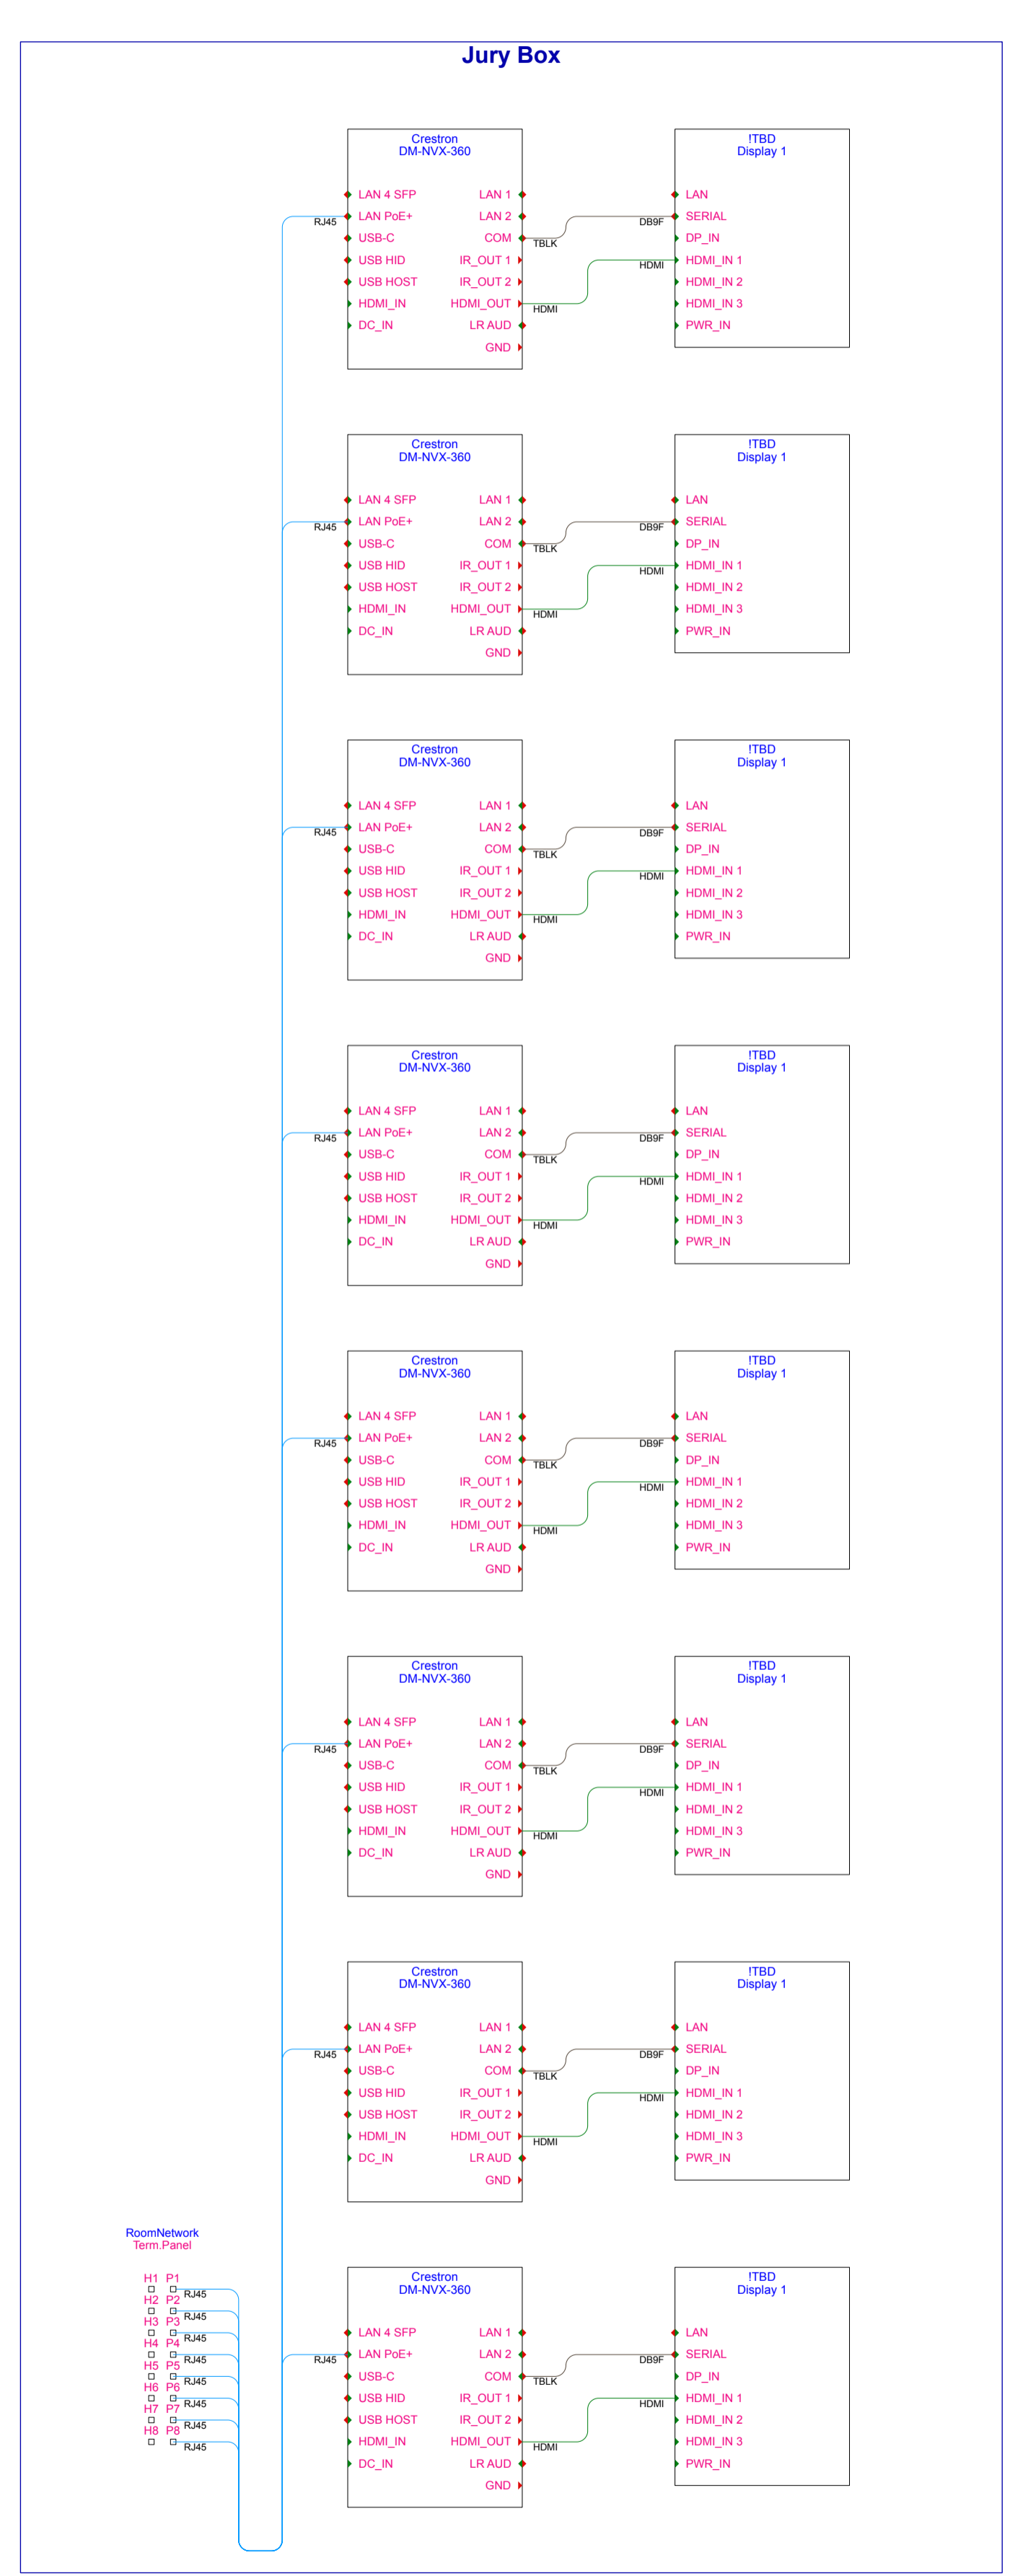 Jury Box
Crestron !TBD
DM-NVX-360 Display 1
LAN 4 SFP LAN 1 LAN
LAN PoE+ LAN 2 SERIAL
RJ45 DB9F
USB-C COM DP_IN
TBLK
USB HID IR_OUT 1 HDMI_IN 1
HDMI
USB HOST IR_OUT 2 HDMI_IN 2
HDMI_IN HDMI_OUT HDMI_IN 3
HDMI
DC_IN LR AUD PWR_IN
GND
Crestron !TBD
DM-NVX-360 Display 1
LAN 4 SFP LAN 1 LAN
LAN PoE+ LAN 2 SERIAL
RJ45 DB9F
USB-C COM DP_IN
TBLK
USB HID IR_OUT 1 HDMI_IN 1
HDMI
USB HOST IR_OUT 2 HDMI_IN 2
HDMI_IN HDMI_OUT HDMI_IN 3
HDMI
DC_IN LR AUD PWR_IN
GND
Crestron !TBD
DM-NVX-360 Display 1
LAN 4 SFP LAN 1 LAN
LAN PoE+ LAN 2 SERIAL
RJ45 DB9F
USB-C COM DP_IN
TBLK
USB HID IR_OUT 1 HDMI_IN 1
HDMI
USB HOST IR_OUT 2 HDMI_IN 2
HDMI_IN HDMI_OUT HDMI_IN 3
HDMI
DC_IN LR AUD PWR_IN
GND
Crestron !TBD
DM-NVX-360 Display 1
LAN 4 SFP LAN 1 LAN
LAN PoE+ LAN 2 SERIAL
RJ45 DB9F
USB-C COM DP_IN
TBLK
USB HID IR_OUT 1 HDMI_IN 1
HDMI
USB HOST IR_OUT 2 HDMI_IN 2
HDMI_IN HDMI_OUT HDMI_IN 3
HDMI
DC_IN LR AUD PWR_IN
GND
Crestron !TBD
DM-NVX-360 Display 1
LAN 4 SFP LAN 1 LAN
LAN PoE+ LAN 2 SERIAL
RJ45 DB9F
USB-C COM DP_IN
TBLK
USB HID IR_OUT 1 HDMI_IN 1
HDMI
USB HOST IR_OUT 2 HDMI_IN 2
HDMI_IN HDMI_OUT HDMI_IN 3
HDMI
DC_IN LR AUD PWR_IN
GND
Crestron !TBD
DM-NVX-360 Display 1
LAN 4 SFP LAN 1 LAN
LAN PoE+ LAN 2 SERIAL
RJ45 DB9F
USB-C COM DP_IN
TBLK
USB HID IR_OUT 1 HDMI_IN 1
HDMI
USB HOST IR_OUT 2 HDMI_IN 2
HDMI_IN HDMI_OUT HDMI_IN 3
HDMI
DC_IN LR AUD PWR_IN
GND
Crestron !TBD
DM-NVX-360 Display 1
LAN 4 SFP LAN 1 LAN
LAN PoE+ LAN 2 SERIAL
RJ45 DB9F
USB-C COM DP_IN
TBLK
USB HID IR_OUT 1 HDMI_IN 1
HDMI
USB HOST IR_OUT 2 HDMI_IN 2
HDMI_IN HDMI_OUT HDMI_IN 3
HDMI
DC_IN LR AUD PWR_IN
GND
RoomNetwork
Term.Panel
H1 P1
RJ45
H2 P2
RJ45
H3 P3
RJ45
H4 P4
RJ45
H5 P5
RJ45
H6 P6
RJ45
H7 P7
RJ45
H8 P8
RJ45
Crestron !TBD
DM-NVX-360 Display 1
LAN 4 SFP LAN 1 LAN
LAN PoE+ LAN 2 SERIAL
RJ45 DB9F
USB-C COM DP_IN
TBLK
USB HID IR_OUT 1 HDMI_IN 1
HDMI
USB HOST IR_OUT 2 HDMI_IN 2
HDMI_IN HDMI_OUT HDMI_IN 3
HDMI
DC_IN LR AUD PWR_IN
GND